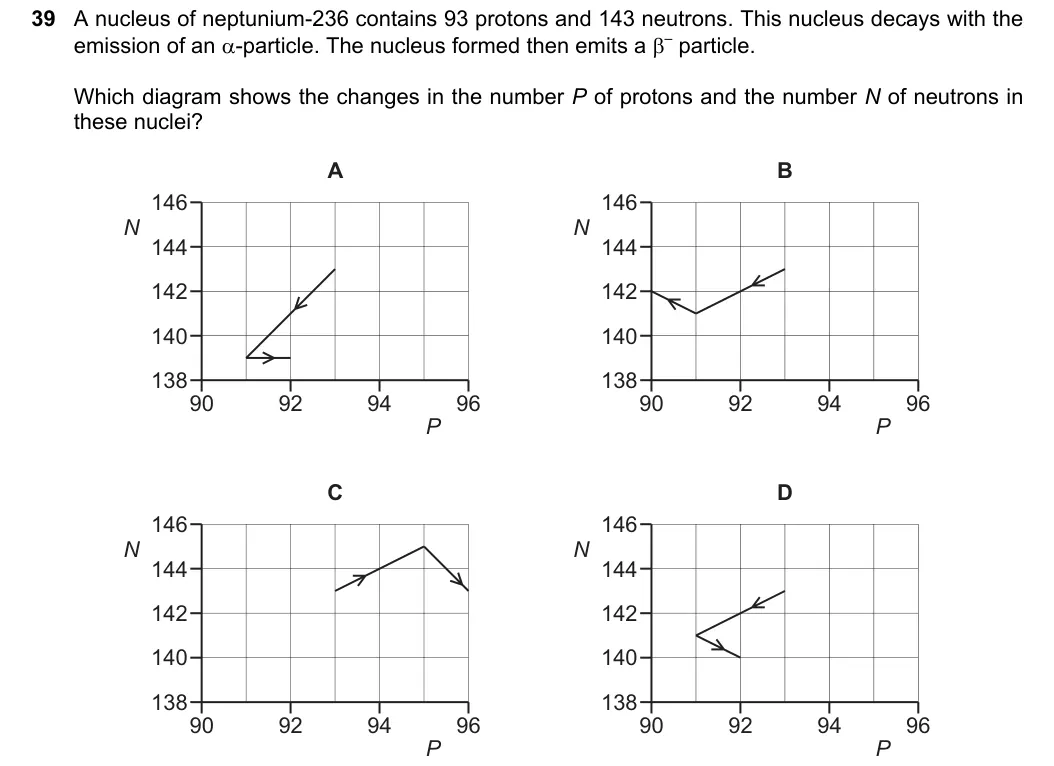 39 A nucleus of neptunium-236 contains 93 protons and 143 neutrons. This nucleus decays with the
emission of an α-particle. The nucleus formed then emits a β⁻ particle.
Which diagram shows the changes in the number P of protons and the number N of neutrons in
these nuclei?
A
146
N
144
142
140
138
90 92 94 96
P
B
146
N
144
142
140
138
90 92 94 96
P
C
146
N
144
142
140
138
90 92 94 96
P
D
146
N
144
142
140
138
90 92 94 96
P